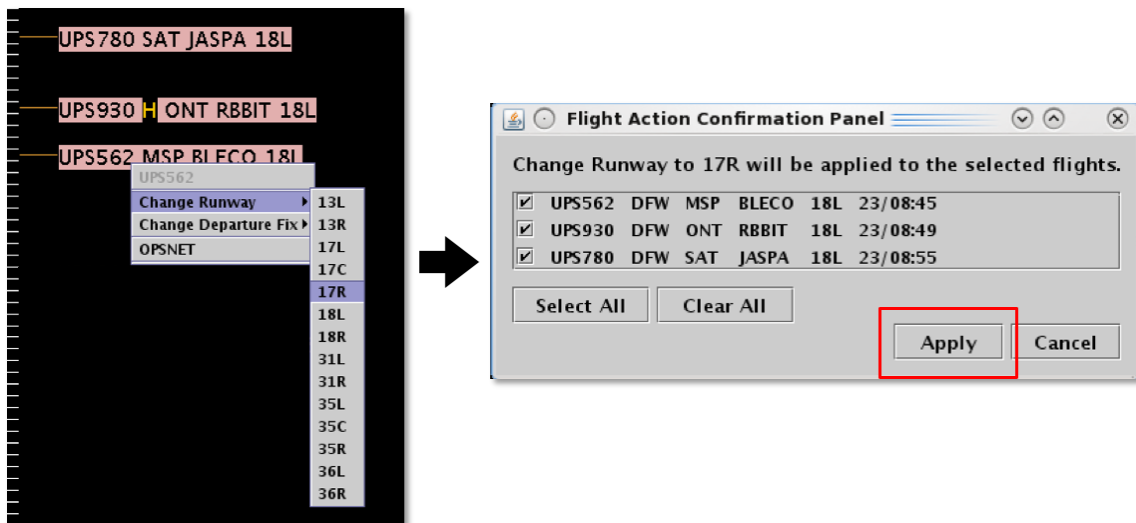 UPS780 SAT JASPA 18L
UPS930 H ONT RBBIT 18L
UPS562 MSP BLECO 18L
UPS562
Change Runway
Change Departure Fix
OPSNET
13L
13R
17L
17C
17R
18L
18R
31L
31R
35L
35C
35R
36L
36R
Flight Action Confirmation Panel
Change Runway to 17R will be applied to the selected flights.
UPS562 DFW MSP BLECO 18L 23/08:45
UPS930 DFW ONT RBBIT 18L 23/08:49
UPS780 DFW SAT JASPA 18L 23/08:55
Select All Clear All
Apply Cancel